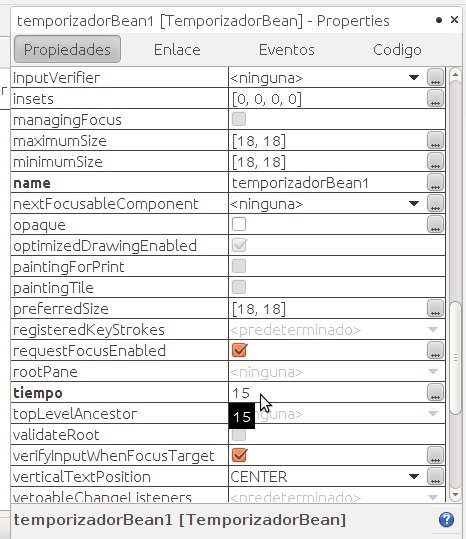 temporizadorBean1 [TemporizadorBean] - Properties
Propiedades Enlace Eventos Codigo
inputVerifier <ninguna> ...
insets [0, 0, 0, 0] ...
managingFocus
maximumSize [18, 18] ...
minimumSize [18, 18] ...
name temporizadorBean1 ...
nextFocusableComponent <ninguna> ...
opaque ...
optimizedDrawingEnabled
paintingForPrint
paintingTile
preferredSize [18, 18] ...
registeredKeyStrokes <predeterminado>
requestFocusEnabled ...
rootPane <ninguna>
tiempo 15 ...
topLevelAncestor 15 nguna>
validateRoot
verifyInputWhenFocusTarget ...
verticalTextPosition CENTER ...
vetoableChangeListeners <predeterminado>
temporizadorBean1 [TemporizadorBean] ?